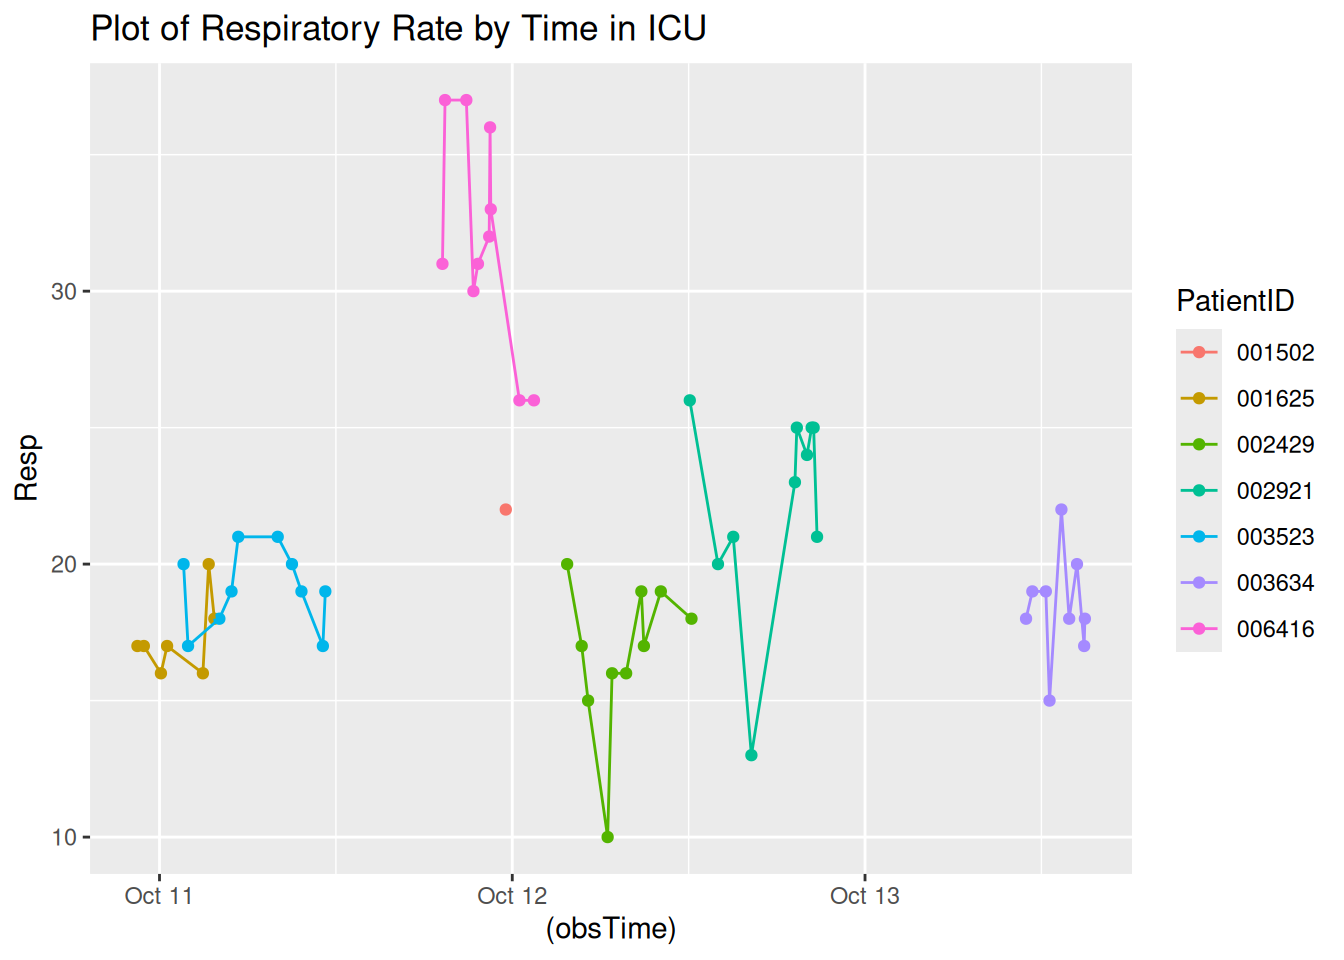 Plot of Respiratory Rate by Time in ICU
Resp
30
20
10
Oct 11 Oct 12 Oct 13
(obsTime)
PatientID
001502
001625
002429
002921
003523
003634
006416